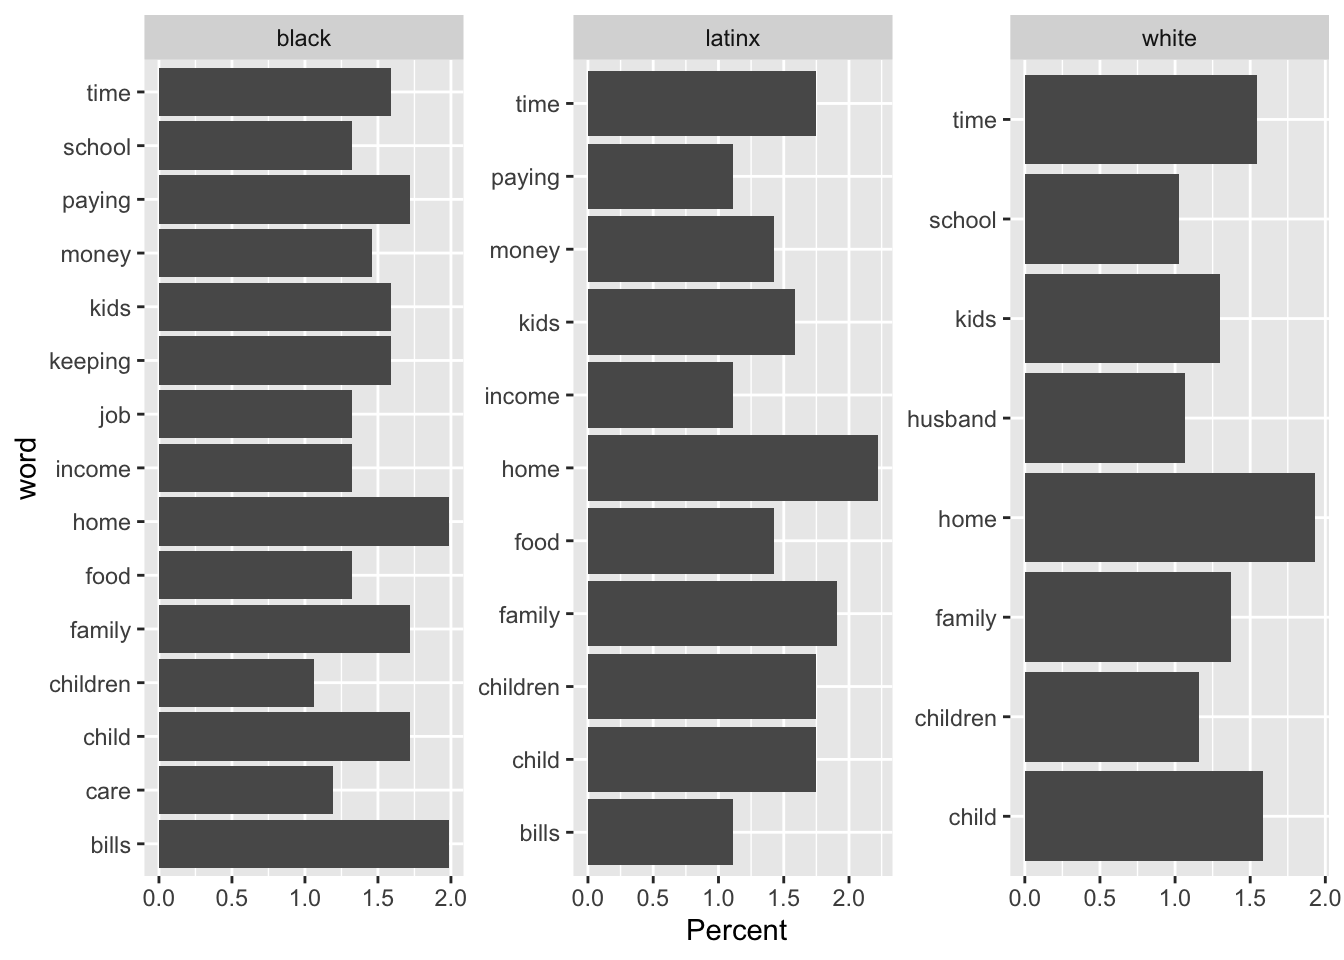 black
latinx
white
word
time
school
paying
money
kids
keeping
job
income
home
food
family
children
child
care
bills
0.0 0.5 1.0 1.5 2.0
time
paying
money
kids
income
home
food
family
children
child
bills
0.0 0.5 1.0 1.5 2.0
time
school
kids
husband
home
family
children
child
0.0 0.5 1.0 1.5 2.0
Percent